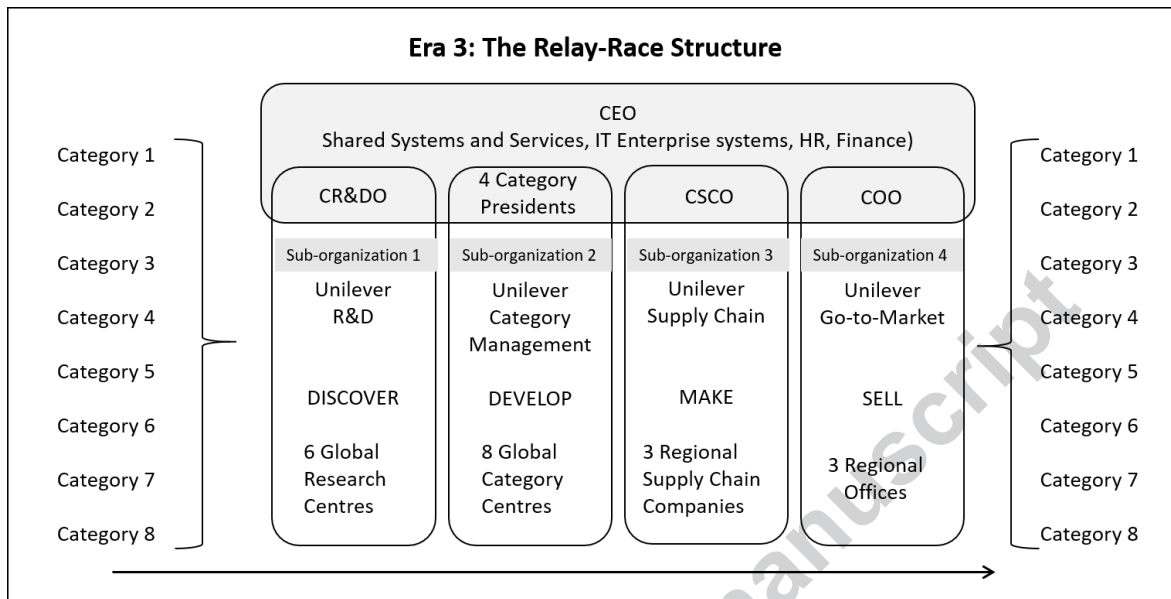 Era 3: The Relay-Race Structure
CEO
Shared Systems and Services, IT Enterprise systems, HR, Finance)
Category 1
Category 2
Category 3
Category 4
Category 5
Category 6
Category 7
Category 8
CR&DO
Sub-organization 1
Unilever
R&D
DISCOVER
6 Global
Research
Centres
4 Category
Presidents
Sub-organization 2
Unilever
Category
Management
DEVELOP
8 Global
Category
Centres
CSCO
Sub-organization 3
Unilever
Supply Chain
MAKE
3 Regional
Supply Chain
Companies
COO
Sub-organization 4
Unilever
Go-to-Market
SELL
3 Regional
Offices
Category 1
Category 2
Category 3
Category 4
Category 5
Category 6
Category 7
Category 8
manuscript